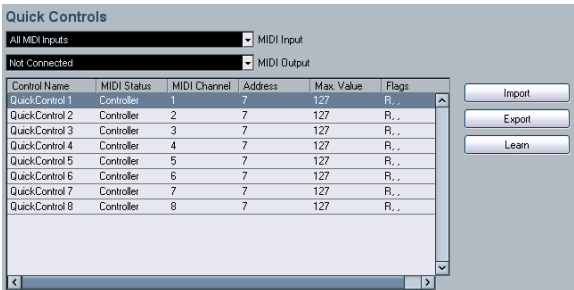 Quick Controls
All MIDI Inputs MIDI Input
Not Connected MIDI Output
Control Name MIDI Status MIDI Channel Address Max. Value Flags
QuickControl 1 Controller 1 7 127 R, ,
QuickControl 2 Controller 2 7 127 R, ,
QuickControl 3 Controller 3 7 127 R, ,
QuickControl 4 Controller 4 7 127 R, ,
QuickControl 5 Controller 5 7 127 R, ,
QuickControl 6 Controller 6 7 127 R, ,
QuickControl 7 Controller 7 7 127 R, ,
QuickControl 8 Controller 8 7 127 R, ,
Import
Export
Learn